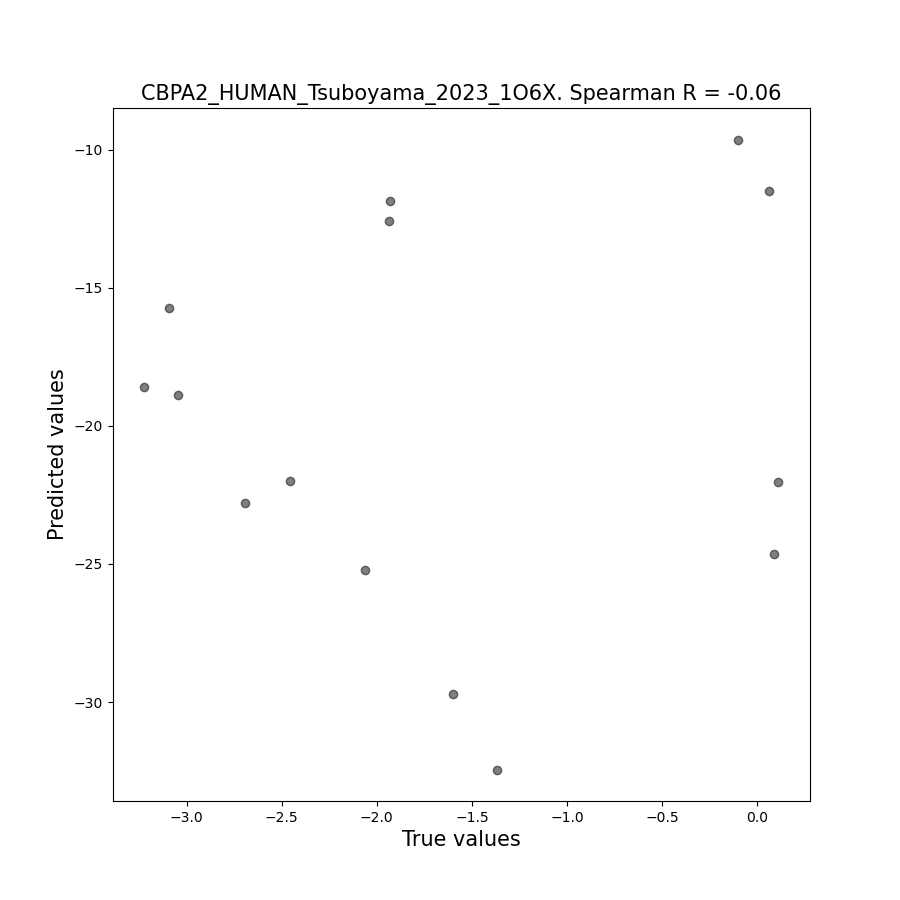 CBPA2_HUMAN_Tsuboyama_2023_1O6X. Spearman R = -0.06
−10
−15
−20
−25
−30
Predicted values
−3.0 −2.5 −2.0 −1.5 −1.0 −0.5 0.0
True values